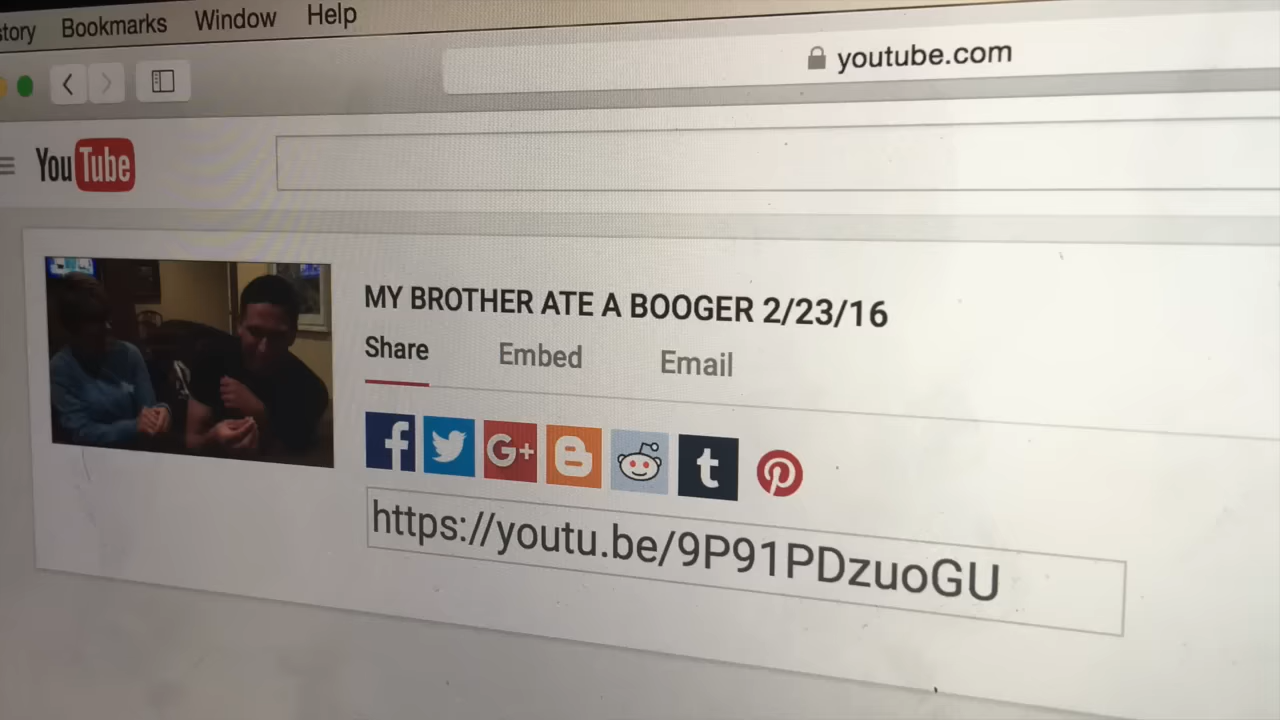 story Bookmarks Window Help
youtube.com
YouTube
MY BROTHER ATE A BOOGER 2/23/16
Share Embed Email
f G+ B t
https://youtu.be/9P91PDzuoGU